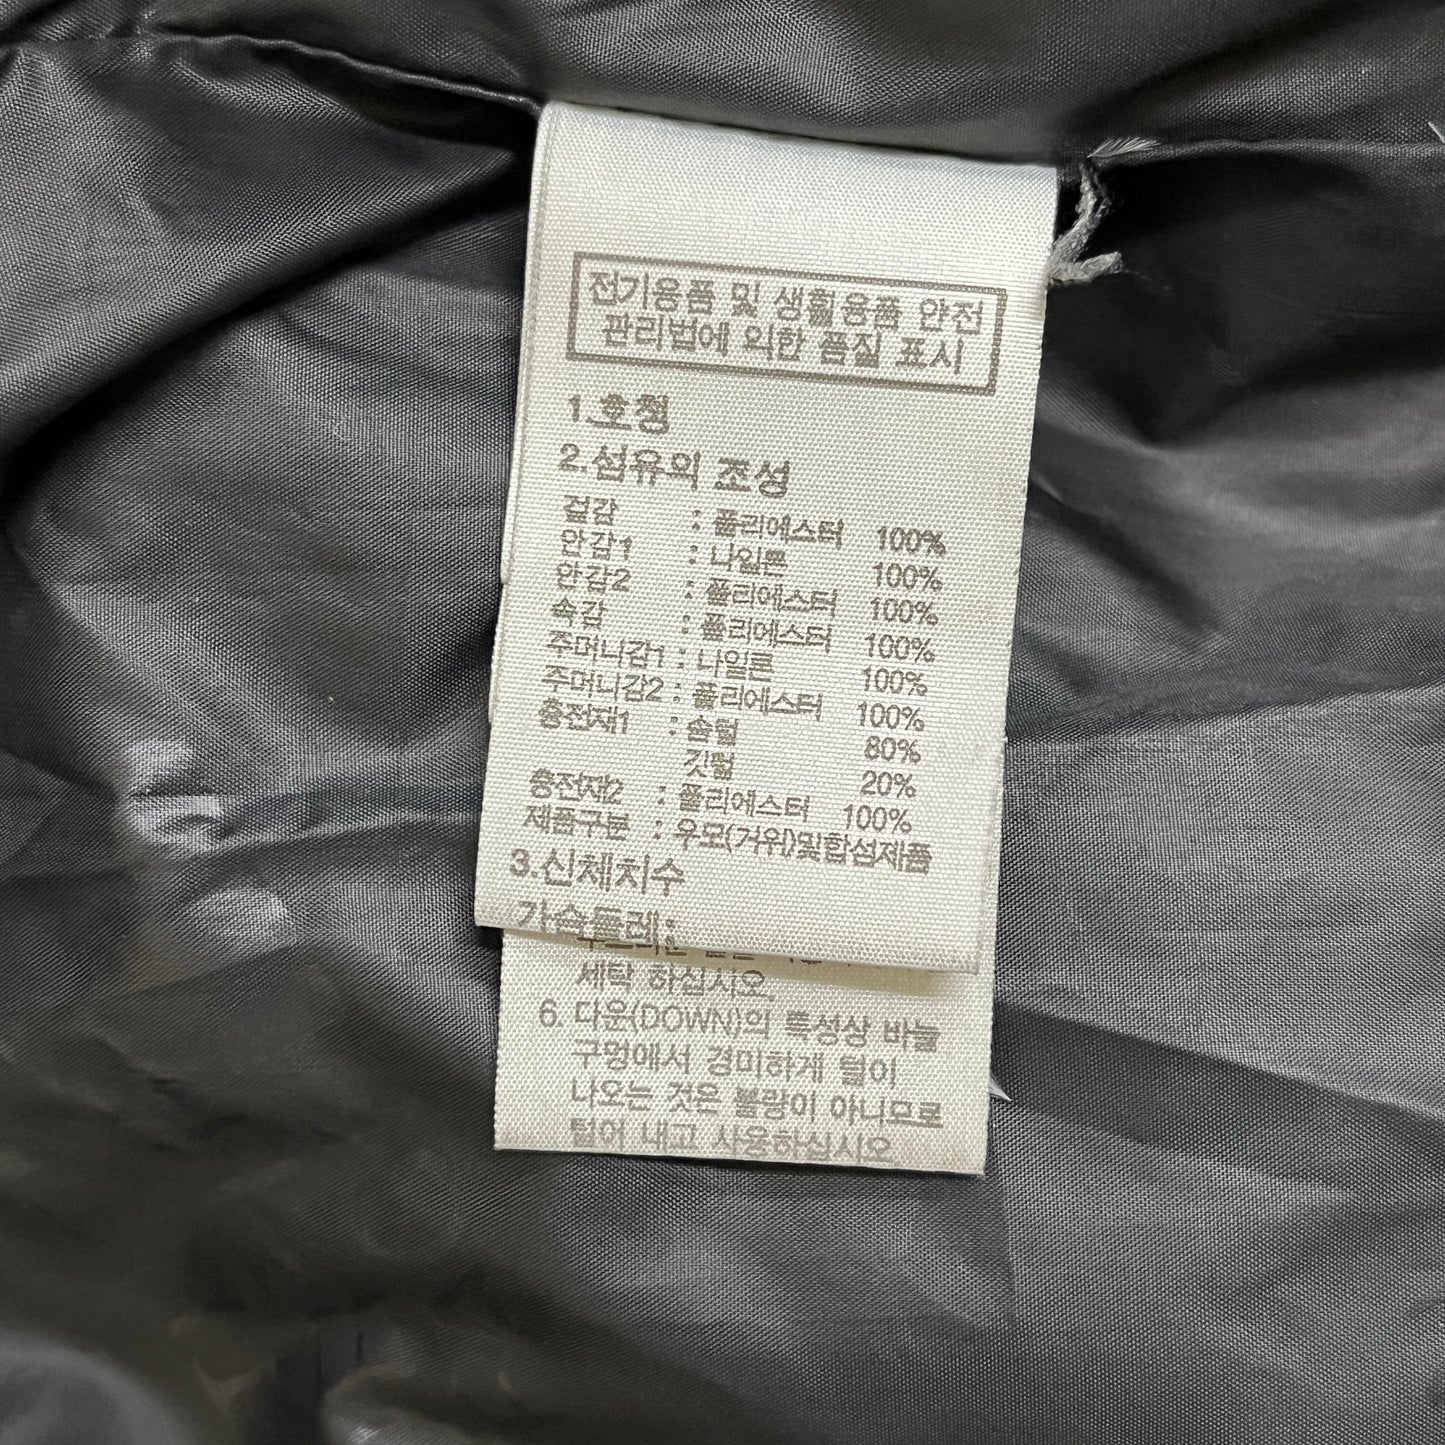 전기용품 및 생활용품 안전
관리법에 의한 품질 표시
1.호칭
2.섬유의 조성
겉감 : 폴리에스터 100%
안감1 : 나일론 100%
안감2 : 폴리에스터 100%
속감 : 폴리에스터 100%
주머니감1 : 나일론 100%
주머니감2 : 폴리에스터 100%
충전재1 : 솜털 80%
깃털 20%
충전재2 : 폴리에스터 100%
제품구분 : 우모(거위)및합섬제품
3.신체치수
가슴둘레:
세탁 하십시오.
6. 다운(DOWN)의 특성상 바늘
구멍에서 경미하게 털이
나오는 것은 불량이 아니므로
털어 내고 사용하십시오